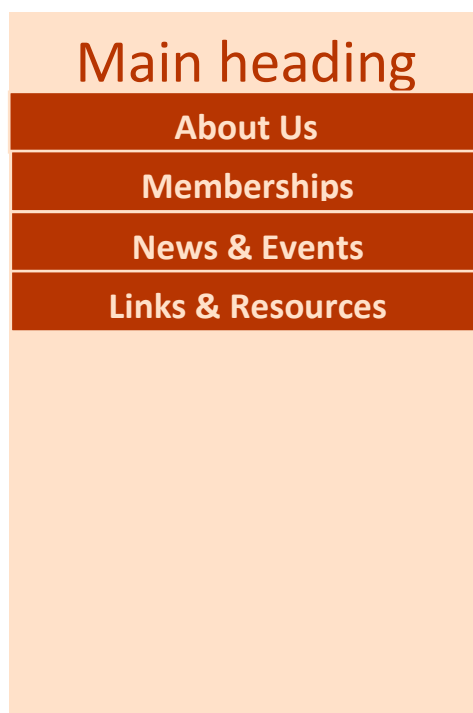 Main heading
About Us
Memberships
News & Events
Links & Resources